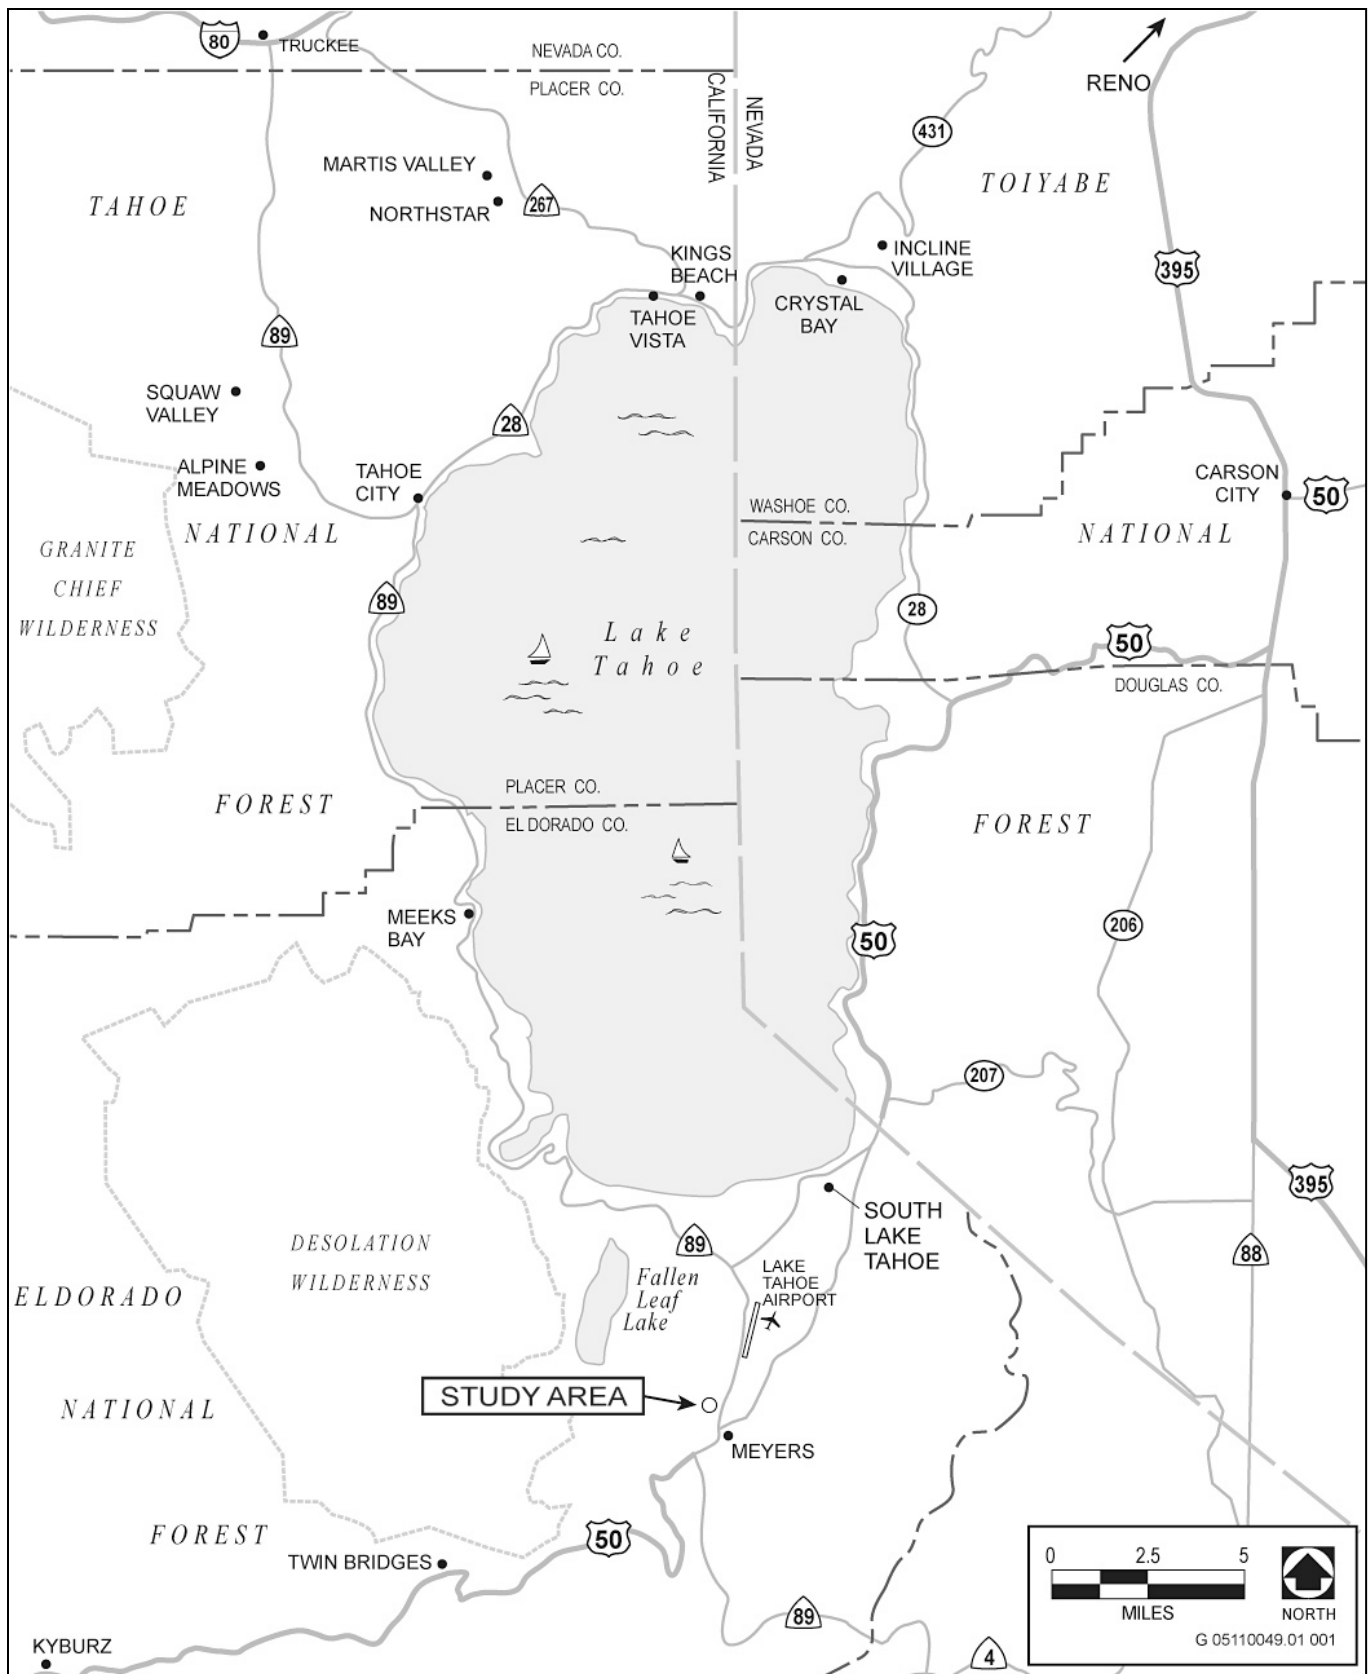 80
TRUCKEE
NEVADA CO.
PLACER CO.
CALIFORNIA
NEVADA
RENO
431
MARTIS VALLEY
NORTHSTAR
267
TAHOE
TOIYABE
KINGS
BEACH
INCLINE
VILLAGE
395
CRYSTAL
BAY
TAHOE
VISTA
89
SQUAW
VALLEY
28
ALPINE
MEADOWS
TAHOE
CITY
CARSON
CITY
50
WASHOE CO.
CARSON CO.
NATIONAL
NATIONAL
GRANITE
CHIEF
WILDERNESS
89
28
Lake
Tahoe
50
DOUGLAS CO.
FOREST
PLACER CO.
EL DORADO CO.
FOREST
MEEKS
BAY
50
206
207
395
SOUTH
LAKE
TAHOE
89
88
DESOLATION
WILDERNESS
Fallen
Leaf
Lake
LAKE
TAHOE
AIRPORT
ELDORADO
STUDY AREA
NATIONAL
MEYERS
FOREST
50
TWIN BRIDGES
89
4
KYBURZ
0 2.5 5
MILES
NORTH
G 05110049.01 001